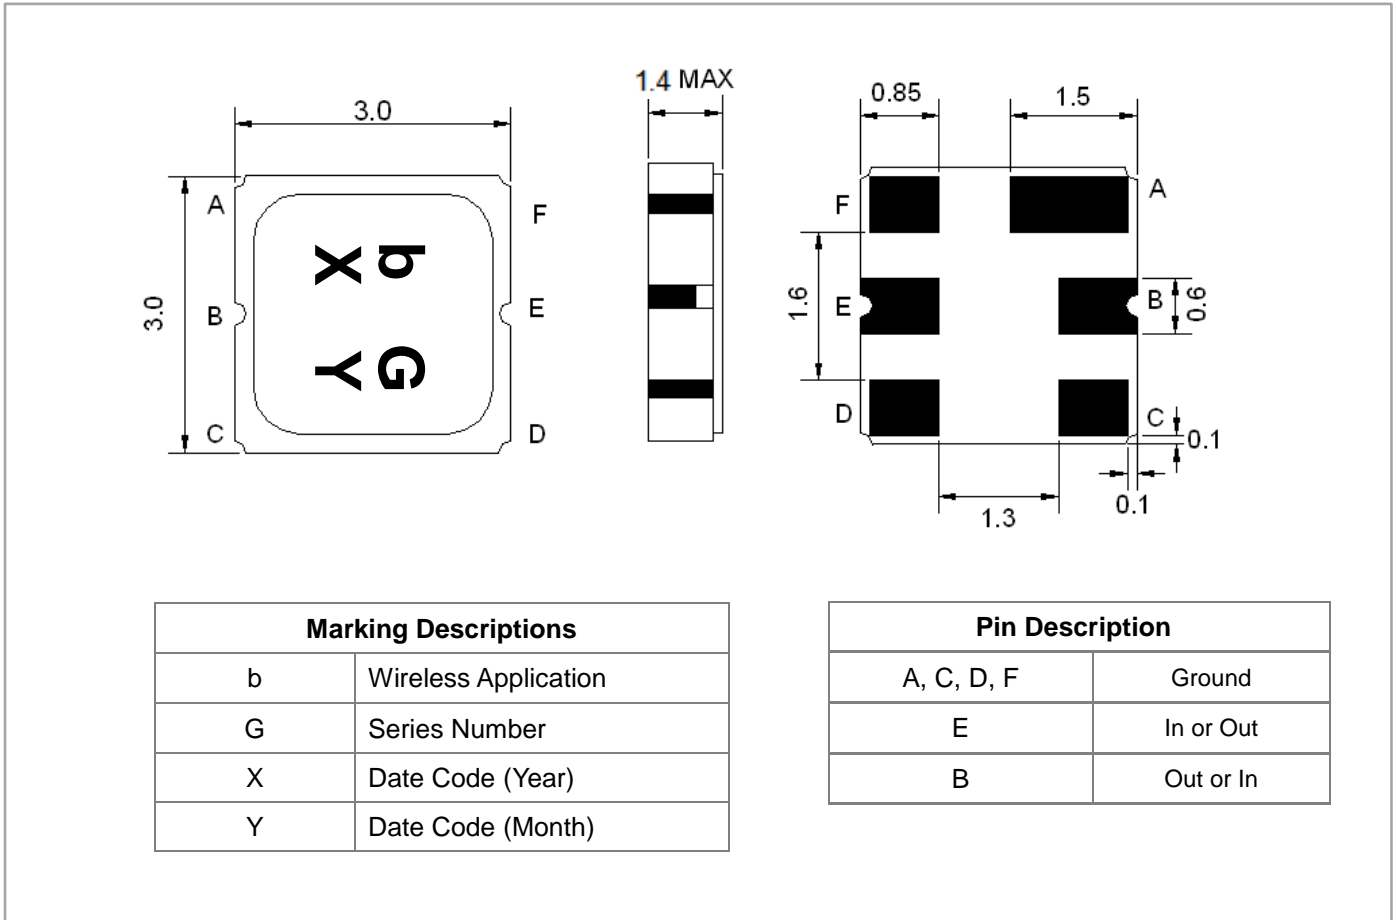 1.4 MAX
3.0
0.85
1.5
A
F
b
X
3.0
B
E
G
Y
C
D
F
A
1.6
E
B
0.6
D
C
0.1
0.1
1.3
Marking Descriptions
b Wireless Application
G Series Number
X Date Code (Year)
Y Date Code (Month)
Pin Description
A, C, D, F Ground
E In or Out
B Out or In